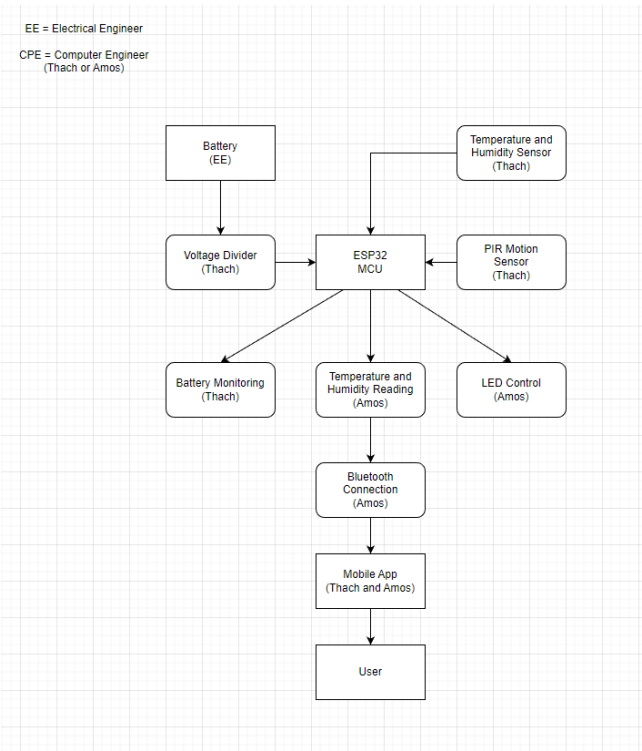 EE = Electrical Engineer
CPE = Computer Engineer
(Thach or Amos)
Battery
(EE)
Temperature and
Humidity Sensor
(Thach)
Voltage Divider
(Thach)
ESP32
MCU
PIR Motion
Sensor
(Thach)
Battery Monitoring
(Thach)
Temperature and
Humidity Reading
(Amos)
LED Control
(Amos)
Bluetooth
Connection
(Amos)
Mobile App
(Thach and Amos)
User